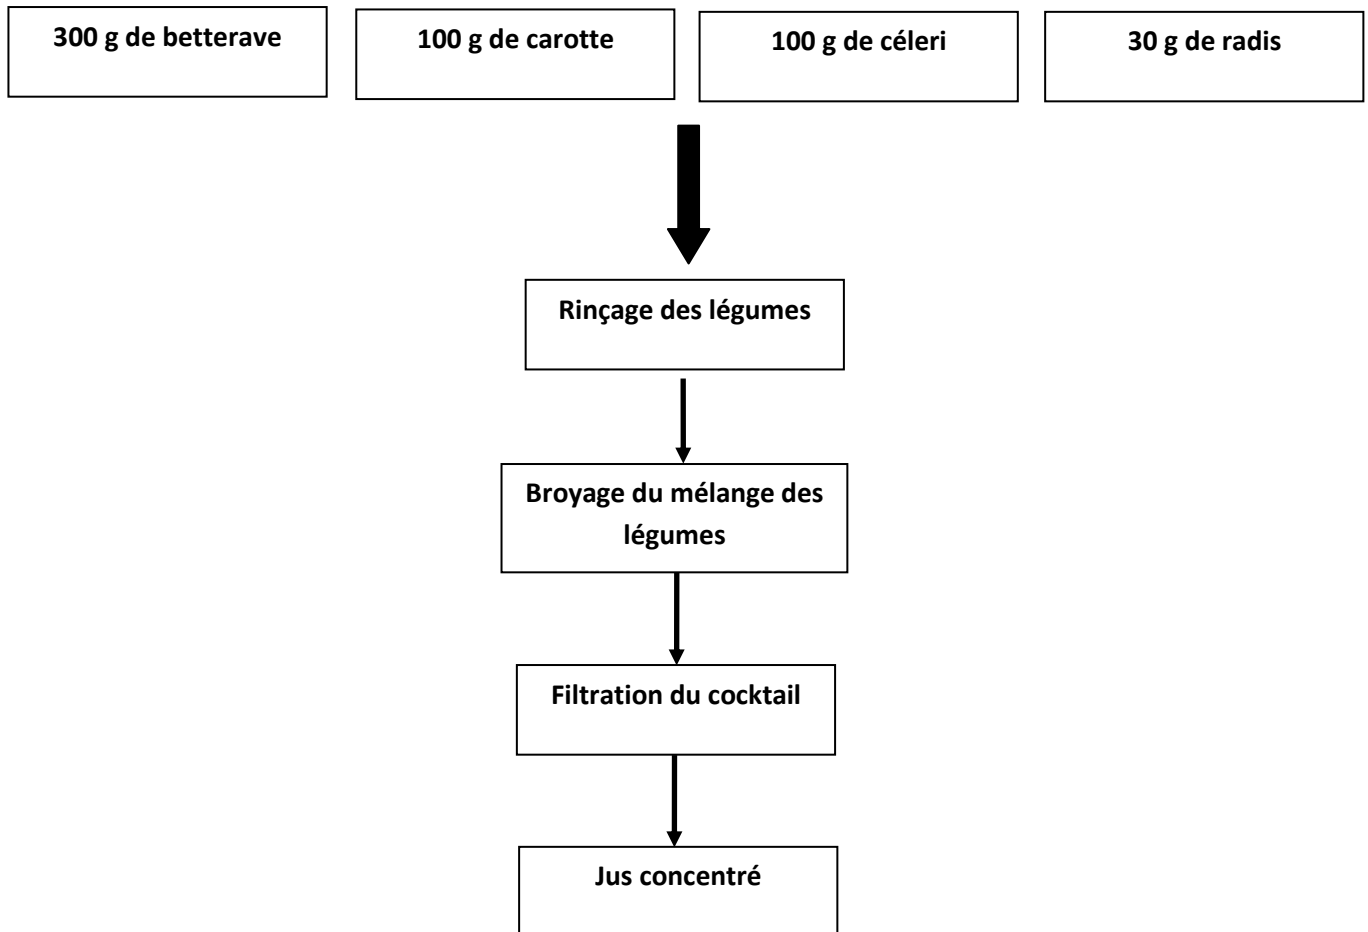 300 g de betterave
100 g de carotte
100 g de céleri
30 g de radis
Rinçage des légumes
Broyage du mélange des
légumes
Filtration du cocktail
Jus concentré